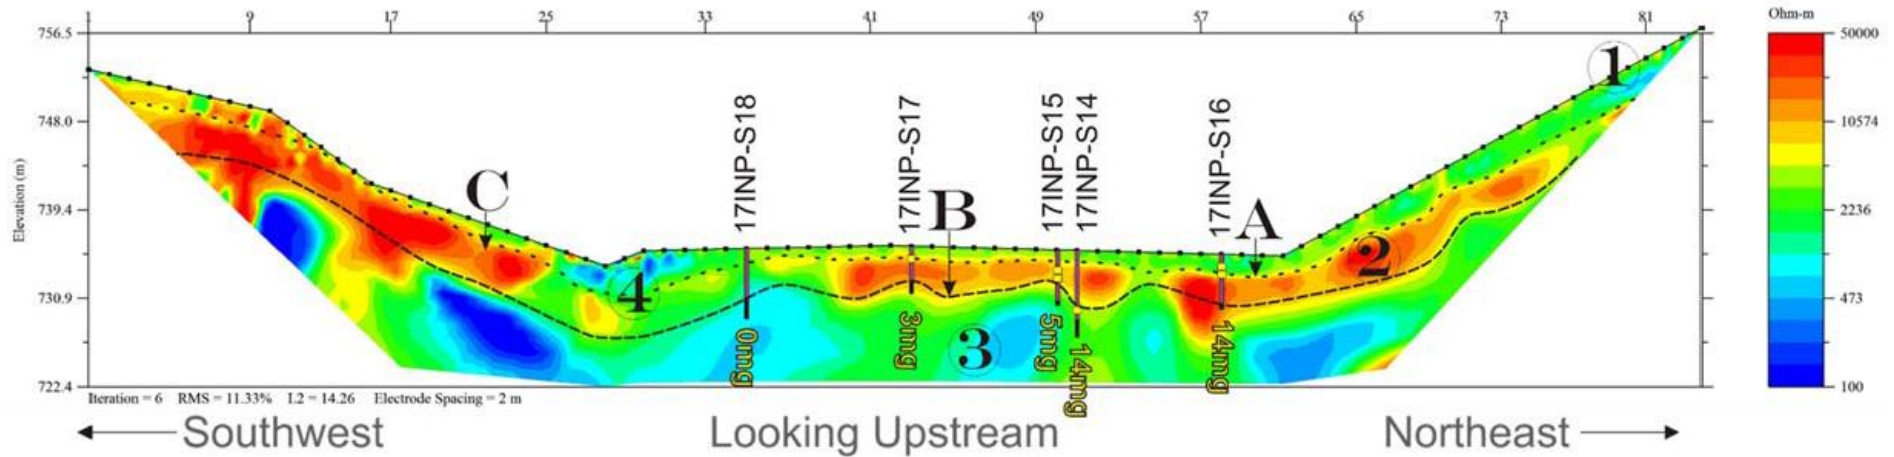 1 9 17 25 33 41 49 57 65 73 81
Ohm-m
756.5
748.0
739.4
730.9
722.4
Elevation (m)
50000
10574
2236
473
100
1
C
17INP-S18
17INP-S17
B
17INP-S15
17INP-S14
17INP-S16
A
2
4
3
0mg
3mg
5mg
14mg
14mg
Iteration = 6 RMS = 11.33% L2 = 14.26 Electrode Spacing = 2 m
Southwest Looking Upstream Northeast